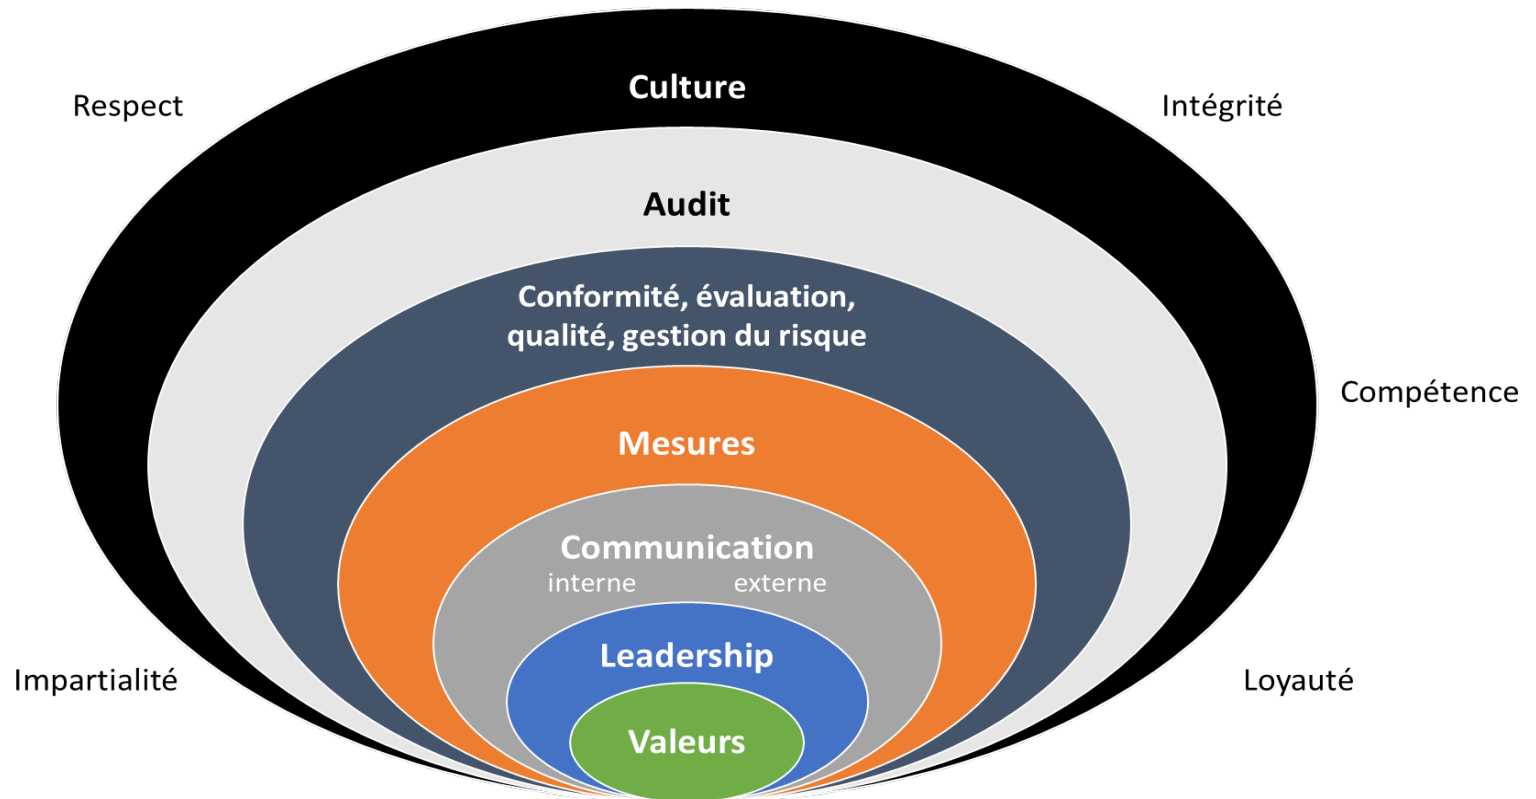 Culture
Respect
Intégrité
Audit
Conformité, évaluation,
qualité, gestion du risque
Compétence
Mesures
Communication
interne externe
Leadership
Impartialité
Loyauté
Valeurs